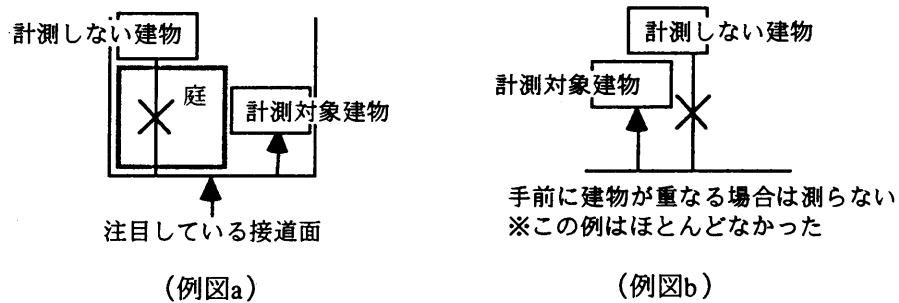 計測しない建物
庭
計測対象建物
注目している接道面
(例図a)
計測しない建物
計測対象建物
手前に建物が重なる場合は測らない
※この例はほとんどなかった
(例図b)